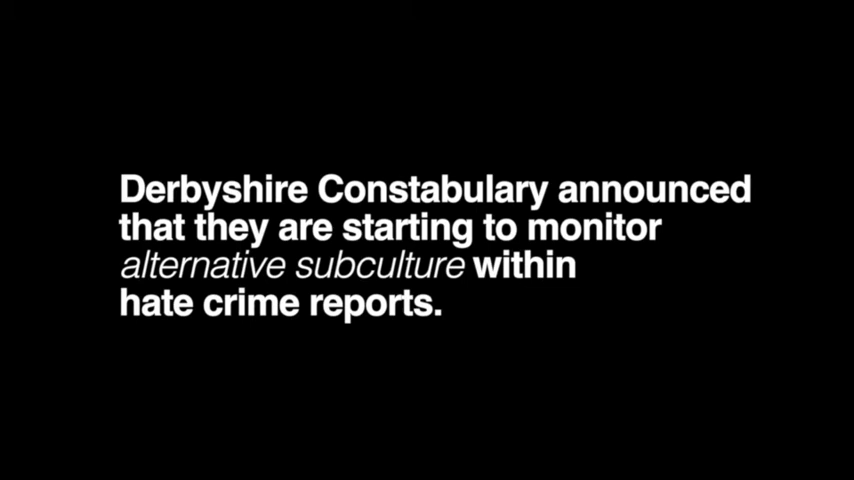 Derbyshire Constabulary announced
that they are starting to monitor
alternative subculture within
hate crime reports.